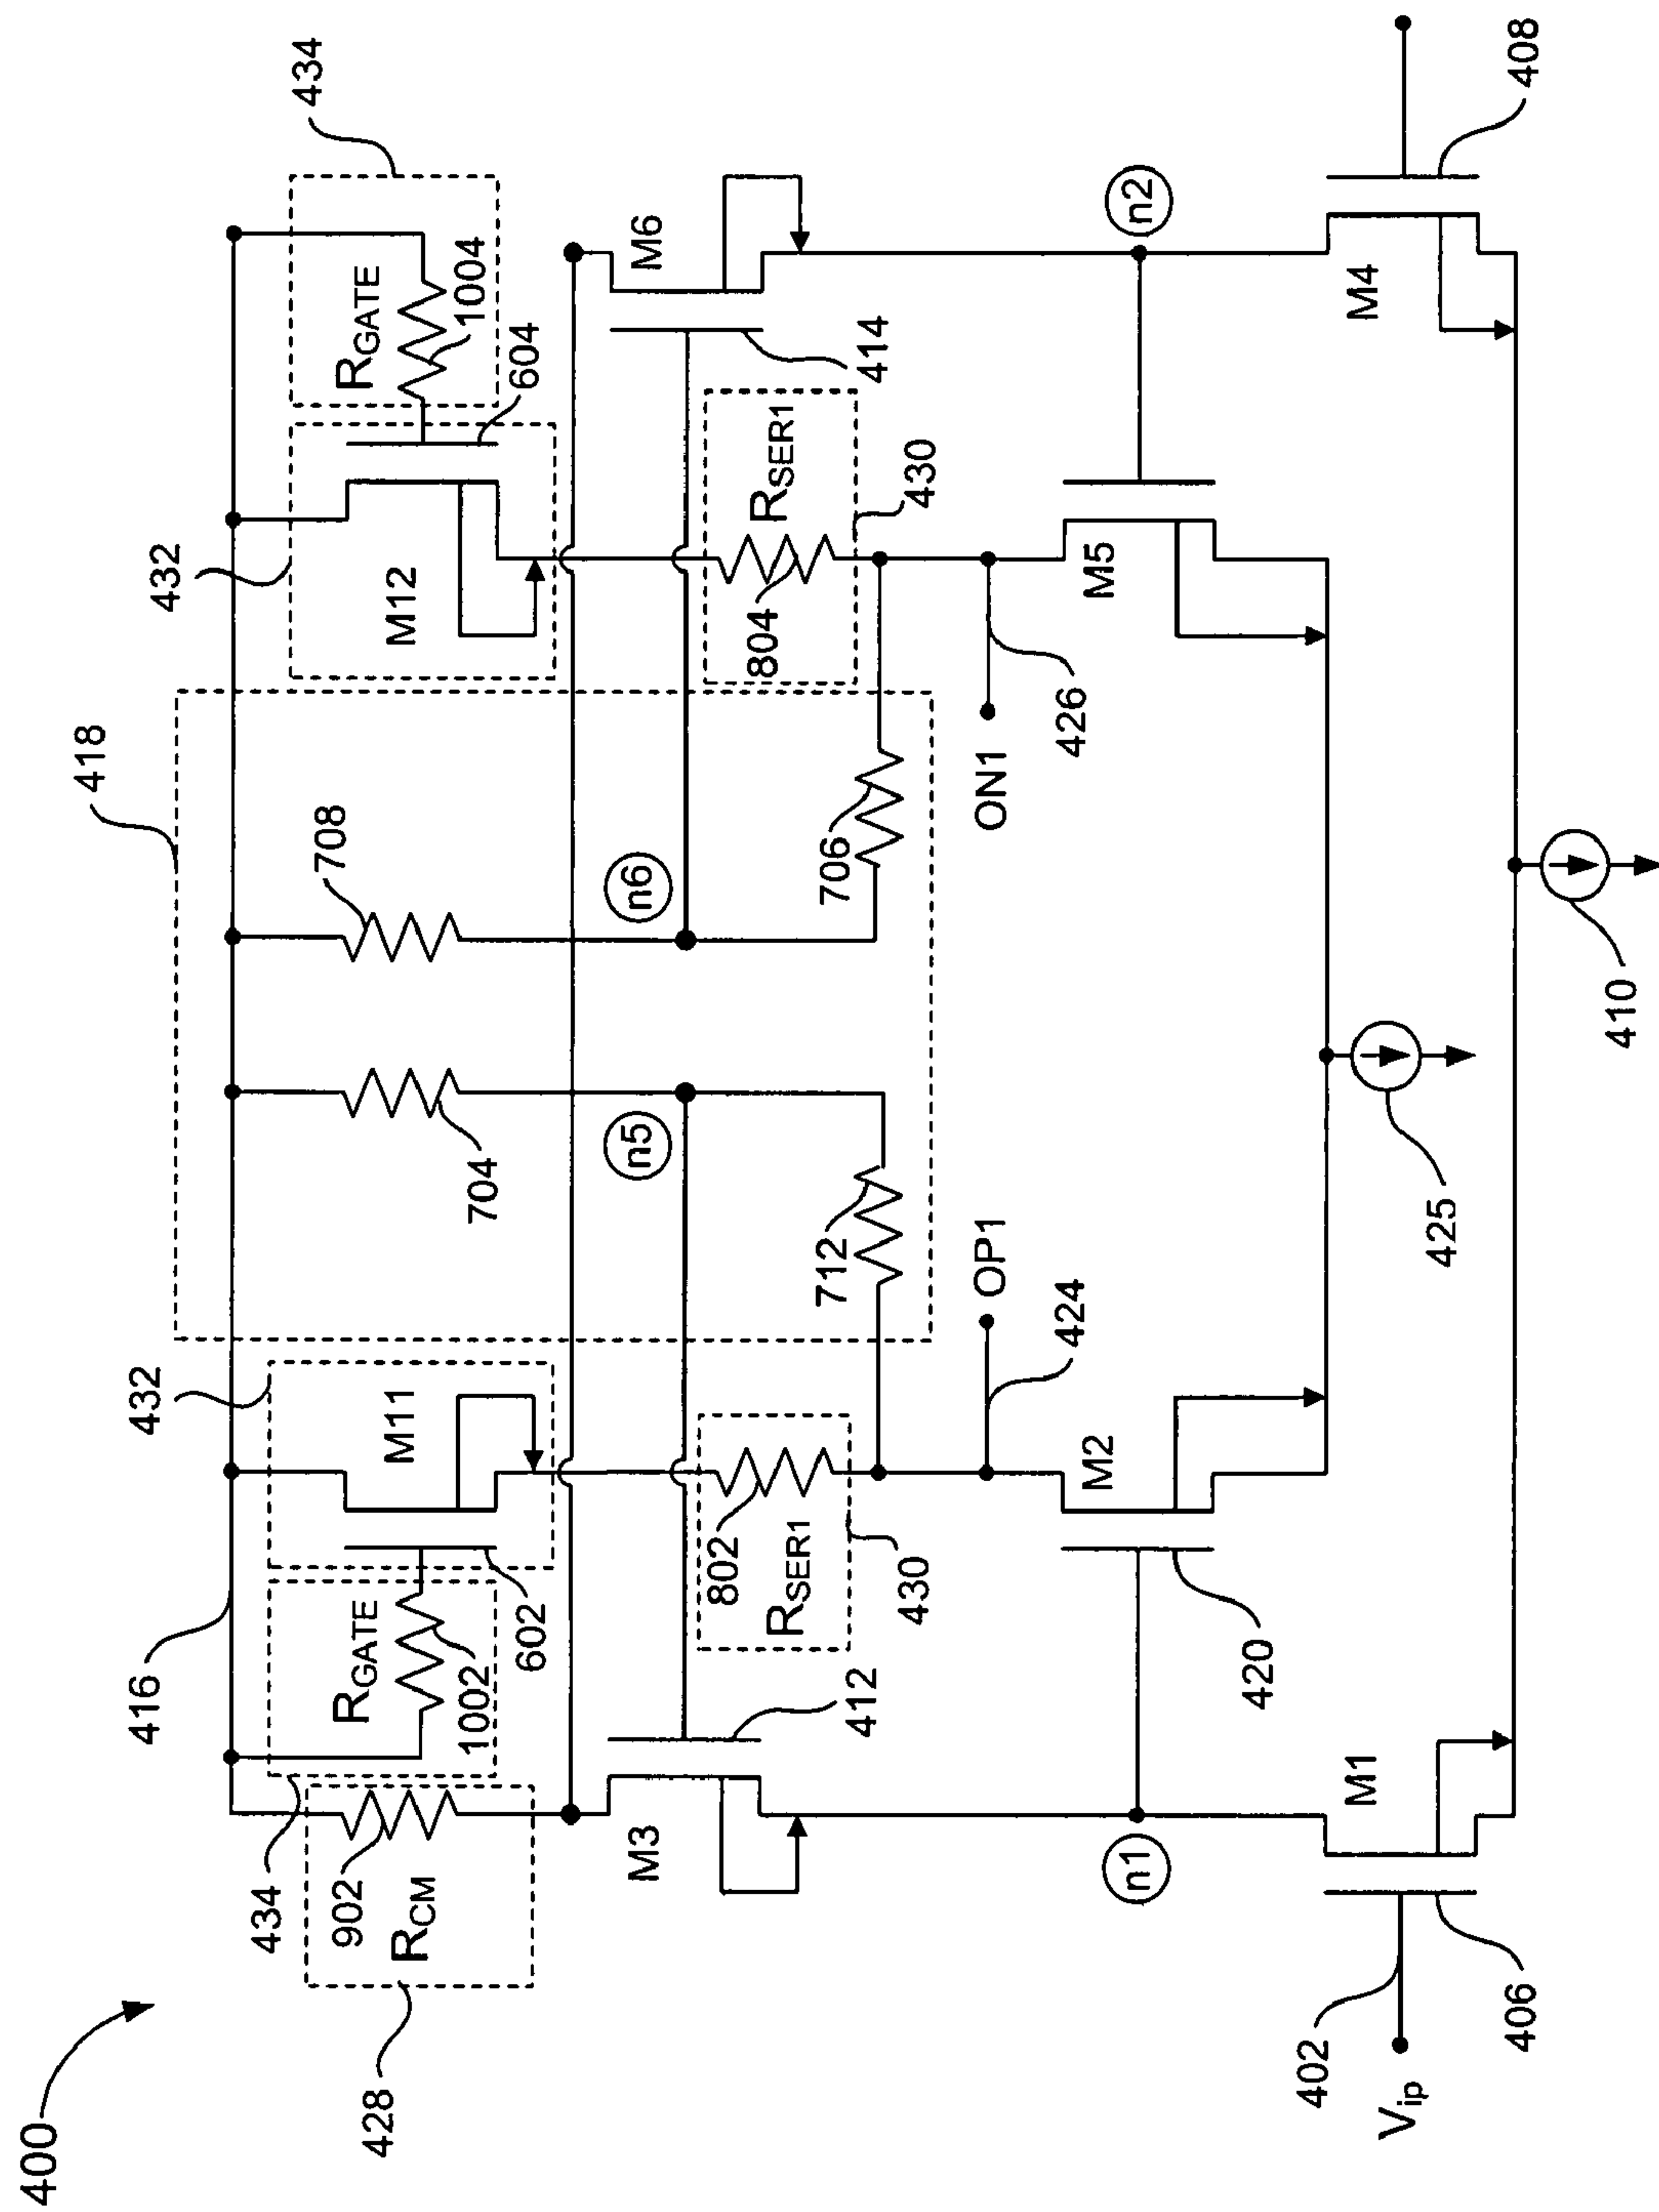 400
428
902
R_CM
434
416
R_GATE
1002
602
432
M11
418
704
708
432
M12
R_GATE
1004
604
434
M3
412
n5
n6
M6
414
802
R_SER1
430
712
706
804
R_SER1
430
OP1
424
ON1
426
n1
M2
420
M5
n2
425
V_ip
402
406
M1
410
M4
408